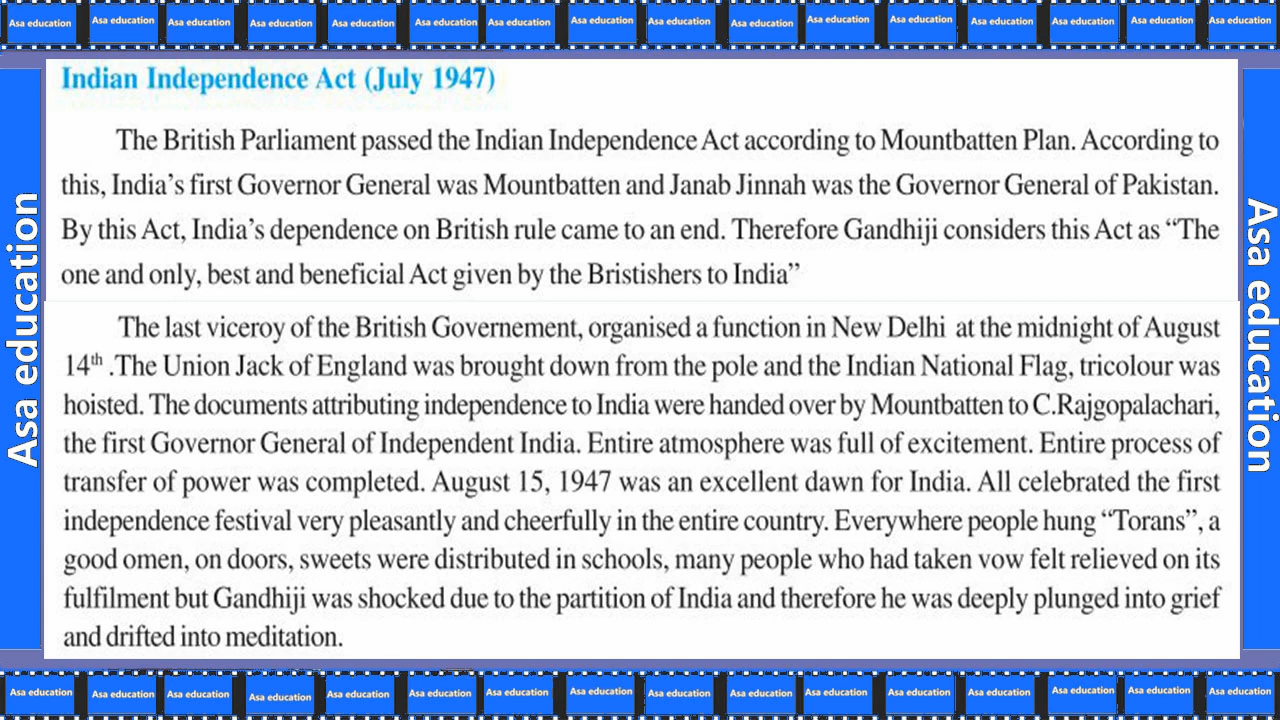 Asa education Asa education Asa education Asa education Asa education Asa education Asa education Asa education Asa education Asa education Asa education Asa education Asa education Asa education Asa education Asa education
Indian Independence Act (July 1947)
The British Parliament passed the Indian Independence Act according to Mountbatten Plan. According to
this, India's first Governor General was Mountbatten and Janab Jinnah was the Governor General of Pakistan.
By this Act, India's dependence on British rule came to an end. Therefore Gandhiji considers this Act as “The
one and only, best and beneficial Act given by the Bristishers to India”
The last viceroy of the British Governement, organised a function in New Delhi at the midnight of August
14th .The Union Jack of England was brought down from the pole and the Indian National Flag, tricolour was
hoisted. The documents attributing independence to India were handed over by Mountbatten to C.Rajgopalachari,
the first Governor General of Independent India. Entire atmosphere was full of excitement. Entire process of
transfer of power was completed. August 15, 1947 was an excellent dawn for India. All celebrated the first
independence festival very pleasantly and cheerfully in the entire country. Everywhere people hung “Torans”, a
good omen, on doors, sweets were distributed in schools, many people who had taken vow felt relieved on its
fulfilment but Gandhiji was shocked due to the partition of India and therefore he was deeply plunged into grief
and drifted into meditation.
Asa education
Asa education
Asa education Asa education Asa education Asa education Asa education Asa education Asa education Asa education Asa education Asa education Asa education Asa education Asa education Asa education Asa education Asa education